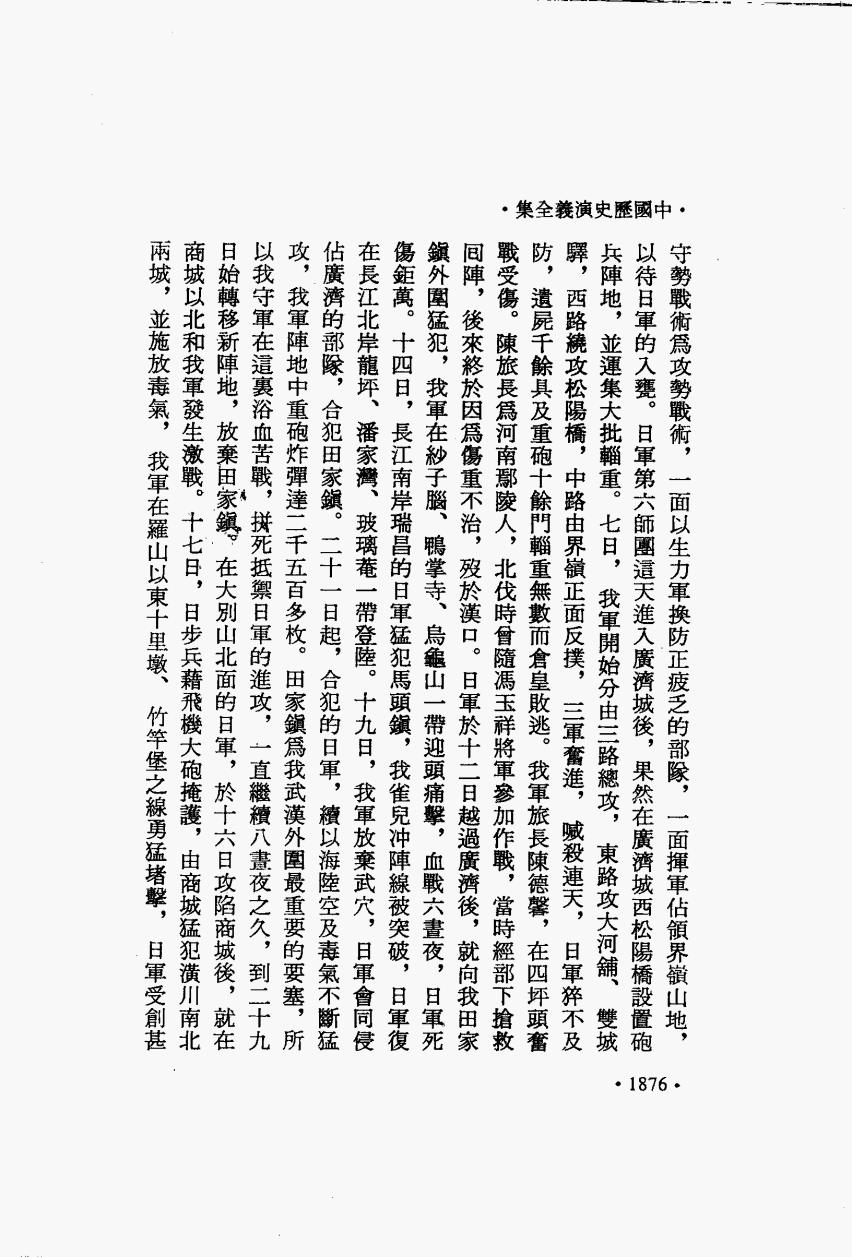 ·中國歷史演義全集·
守勢戰術爲攻勢戰術，一面以生力軍換防正疲乏的部隊，一面揮軍佔領界嶺山地，
以待日軍的入甕。日軍第六師團這天進入廣濟城後，果然在廣濟城西松陽橋設置砲
兵陣地，並運集大批輜重。七日，我軍開始分由三路總攻，東路攻大河舖、雙城
驛，西路繞攻松陽橋，中路由界嶺正面反撲，三軍奮進，喊殺連天，日軍猝不及
防，遺屍千餘具及重砲十餘門輜重無數而倉皇敗逃。我軍旅長陳德馨，在四坪頭奮
戰受傷。陳旅長爲河南鄢陵人，北伐時曾隨馮玉祥將軍參加作戰，當時經部下搶救
囘陣，後來終於因爲傷重不治，歿於漢口。日軍於十二日越過廣濟後，就向我田家
鎭外圍猛犯，我軍在紗子腦、鴨掌寺、烏龜山一帶迎頭痛擊，血戰六晝夜，日軍死
傷鉅萬。十四日，長江南岸瑞昌的日軍猛犯馬頭鎭，我雀兒冲陣線被突破，日軍復
在長江北岸龍坪、潘家灣、玻璃菴一帶登陸。十九日，我軍放棄武穴，日軍會同侵
佔廣濟的部隊，合犯田家鎭。二十一日起，合犯的日軍，續以海陸空及毒氣不斷猛
攻，我軍陣地中重砲炸彈達二千五百多枚。田家鎭爲我武漢外圍最重要的要塞，所
以我守軍在這裏浴血苦戰，拼死抵禦日軍的進攻，一直繼續八晝夜之久，到二十九
日始轉移新陣地，放棄田家鎭。在大別山北面的日軍，於十六日攻陷商城後，就在
商城以北和我軍發生激戰。十七日，日步兵藉飛機大砲掩護，由商城猛犯潢川南北
兩城，並施放毒氣，我軍在羅山以東十里墩、竹竿堡之線勇猛堵擊，日軍受創甚
·1876·